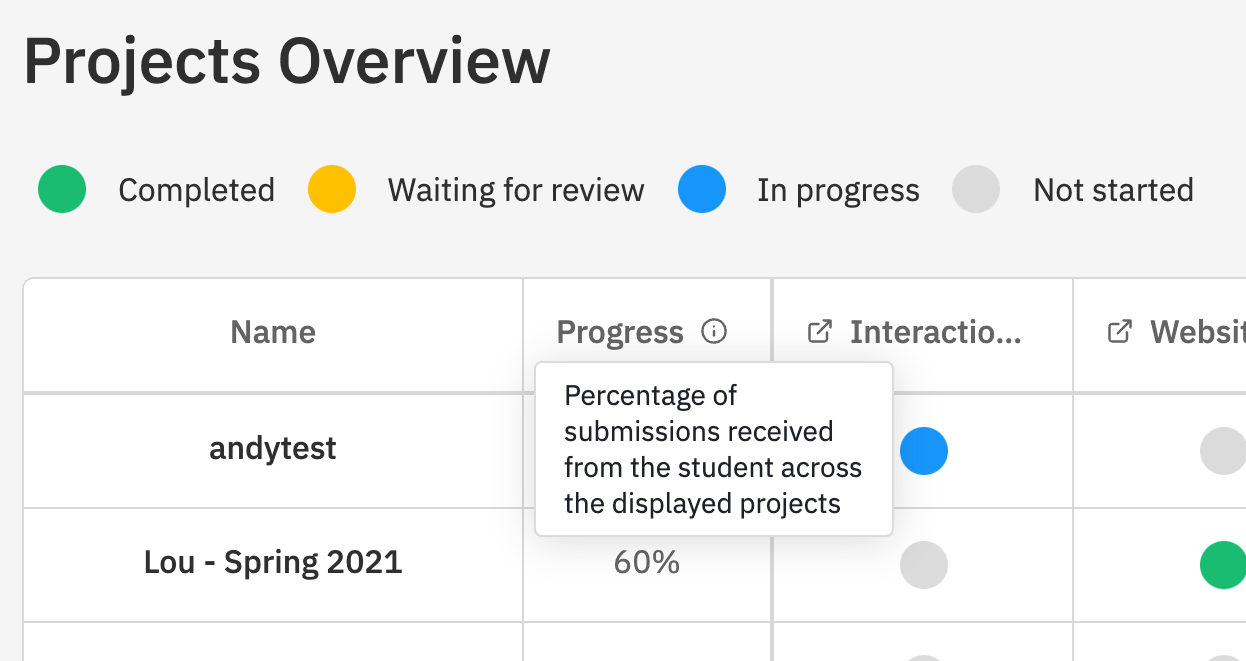 Projects Overview
Completed Waiting for review In progress Not started
Name Progress Interactio...
andytest
Percentage of
submissions received
from the student across
the displayed projects
Lou - Spring 2021 60%